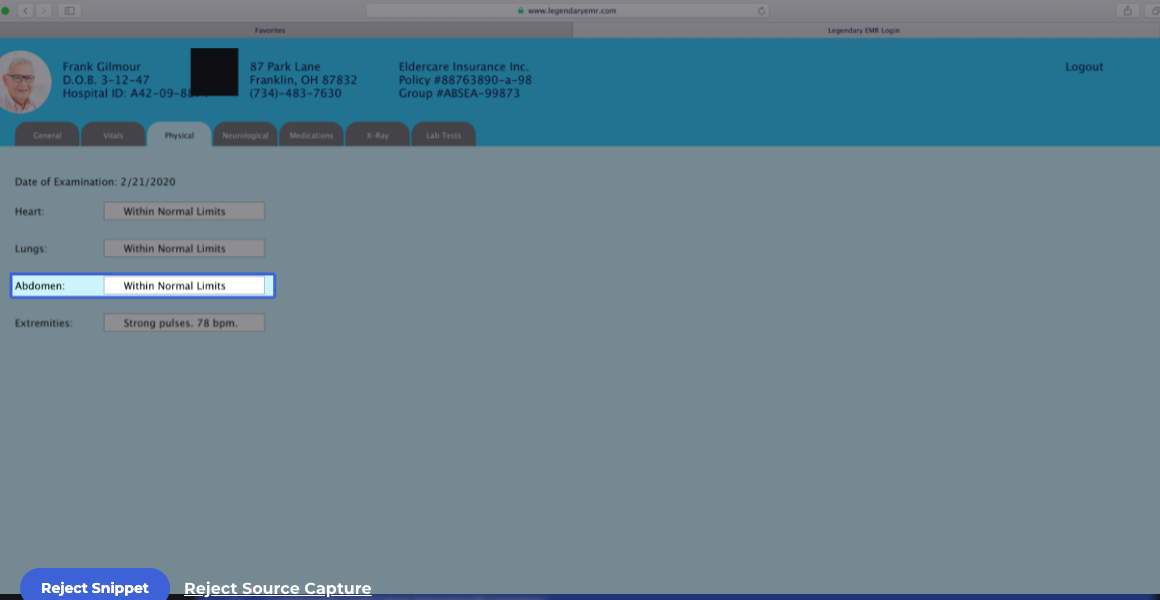 www.legendaryemr.com
Favorites
Legendary EMR Login
Frank Gilmour
D.O.B. 3-12-47
Hospital ID: A42-09-88
87 Park Lane
Franklin, OH 87832
(734)-483-7630
Eldercare Insurance Inc.
Policy #88763890-a-98
Group #ABSEA-99873
Logout
General
Vitals
Physical
Neurological
Medications
X-Ray
Lab Tests
Date of Examination: 2/21/2020
Heart: Within Normal Limits
Lungs: Within Normal Limits
Abdomen: Within Normal Limits
Extremities: Strong pulses. 78 bpm.
Reject Snippet
Reject Source Capture